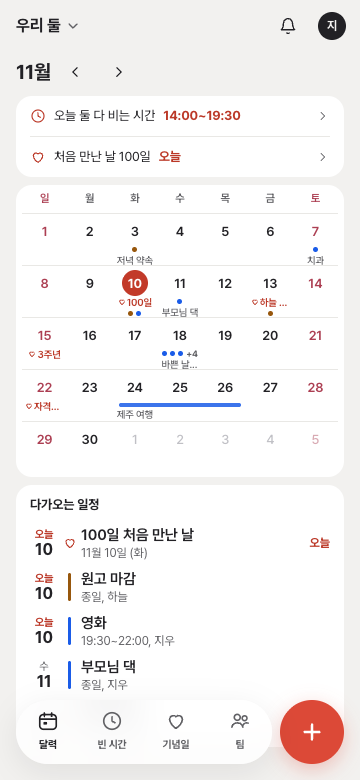 우리 둘
지
11월
오늘 둘 다 비는 시간 14:00~19:30
처음 만난 날 100일 오늘
일 월 화 수 목 금 토
1 2 3 4 5 6 7
저녁 약속 치과
8 9 10 11 12 13 14
100일 부모님 댁 하늘 ...
15 16 17 18 19 20 21
3주년 +4
바쁜 날...
22 23 24 25 26 27 28
자격...
제주 여행
29 30 1 2 3 4 5
다가오는 일정
오늘 10 100일 처음 만난 날 오늘
11월 10일 (화)
오늘 10 원고 마감
종일, 하늘
오늘 10 영화
19:30~22:00, 지우
수 11 부모님 댁
종일, 지우
달력 빈 시간 기념일 팀